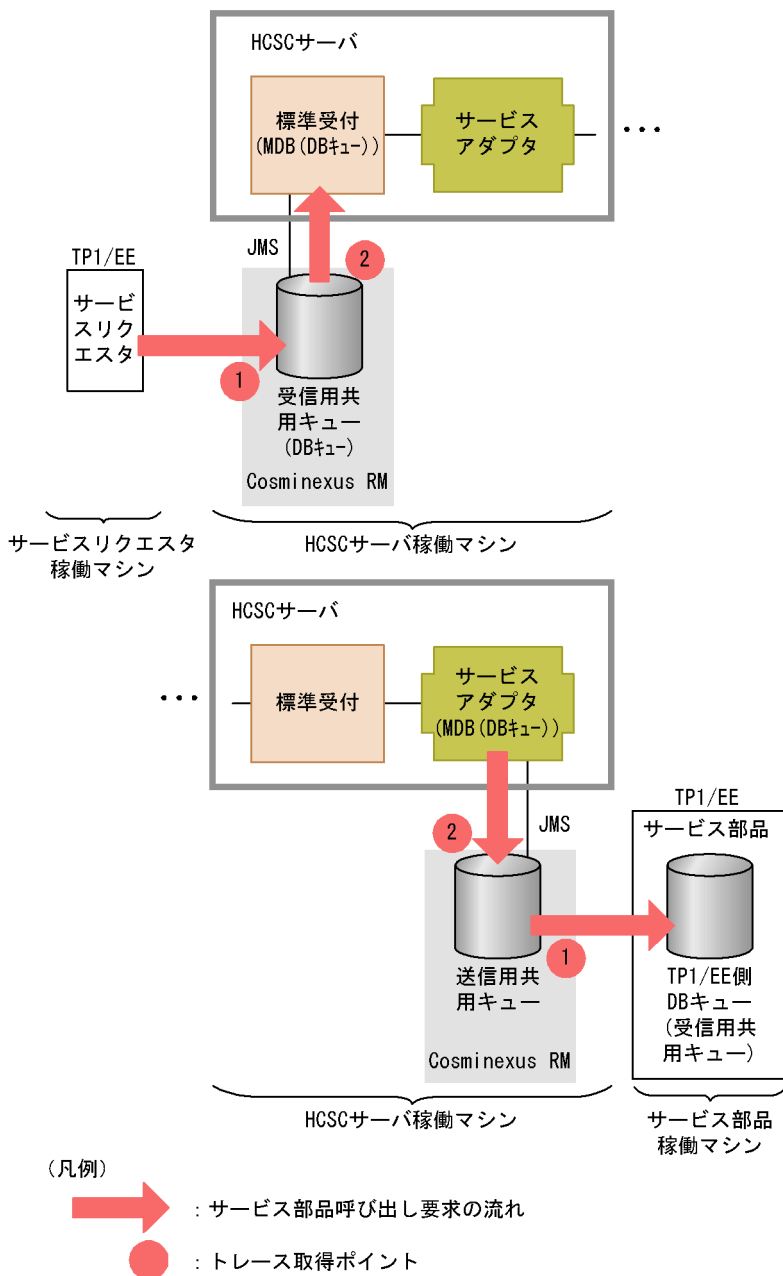 HCSCサーバ
標準受付
(MDB(DBキュー))
サービス
アダプタ
・・・
JMS
2
TP1/EE
サービ
スリク
エスタ
1
受信用共
用キュー
(DBキュー)
Cosminexus RM
サービスリクエスタ
稼働マシン
HCSCサーバ稼働マシン
HCSCサーバ
・・・
標準受付
サービス
アダプタ
(MDB(DBキュー))
2
JMS
TP1/EE
サービス部品
1
送信用共
用キュー
Cosminexus RM
TP1/EE側
DBキュー
(受信用共
用キュー)
HCSCサーバ稼働マシン
サービス部品
稼働マシン
(凡例)
：サービス部品呼び出し要求の流れ
：トレース取得ポイント